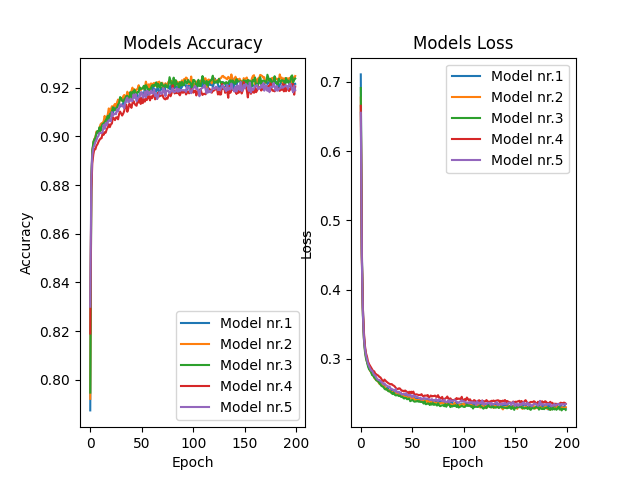 Models Accuracy
Accuracy
0.92
0.90
0.88
0.86
0.84
0.82
0.80
Model nr.1
Model nr.2
Model nr.3
Model nr.4
Model nr.5
0
50
100
150
200
Epoch
Models Loss
Loss
0.7
0.6
0.5
0.4
0.3
Model nr.1
Model nr.2
Model nr.3
Model nr.4
Model nr.5
0
50
100
150
200
Epoch